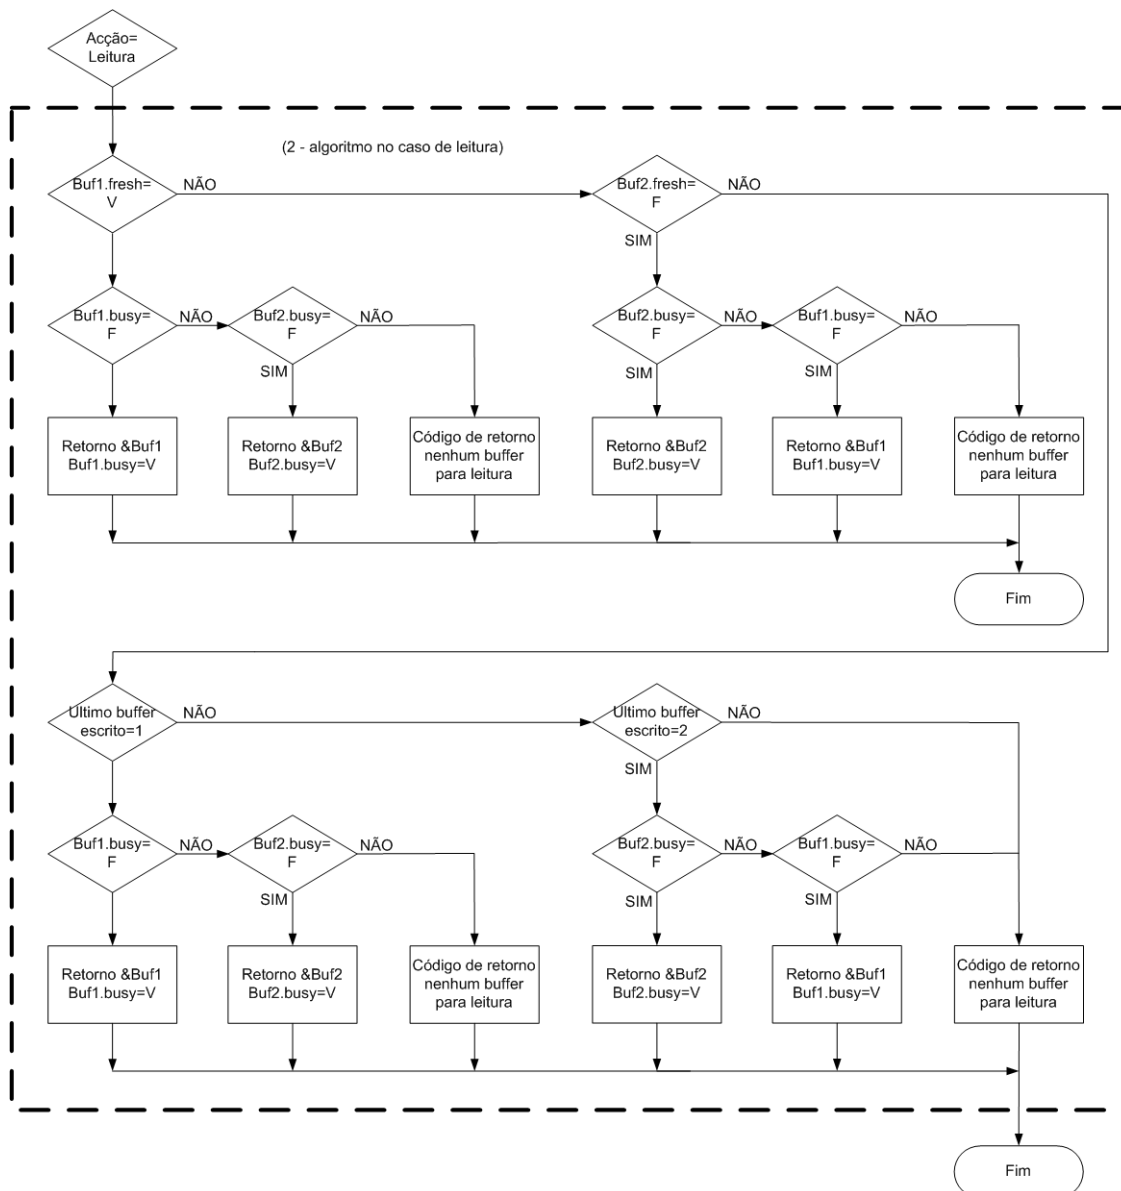 Acção=
Leitura
(2 - algoritmo no caso de leitura)
Buf1.fresh=
V
NÃO
Buf2.fresh=
F
NÃO
SIM
Buf1.busy=
F
NÃO
Buf2.busy=
F
NÃO
Buf2.busy=
F
NÃO
Buf1.busy=
F
NÃO
SIM
SIM
SIM
Retorno &Buf1
Buf1.busy=V
Retorno &Buf2
Buf2.busy=V
Código de retorno
nenhum buffer
para leitura
Retorno &Buf2
Buf2.busy=V
Retorno &Buf1
Buf1.busy=V
Código de retorno
nenhum buffer
para leitura
Fim
Ultimo buffer
escrito=1
NÃO
Ultimo buffer
escrito=2
NÃO
SIM
Buf1.busy=
F
NÃO
Buf2.busy=
F
NÃO
Buf2.busy=
F
NÃO
Buf1.busy=
F
NÃO
SIM
SIM
SIM
Retorno &Buf1
Buf1.busy=V
Retorno &Buf2
Buf2.busy=V
Código de retorno
nenhum buffer
para leitura
Retorno &Buf2
Buf2.busy=V
Retorno &Buf1
Buf1.busy=V
Código de retorno
nenhum buffer
para leitura
Fim